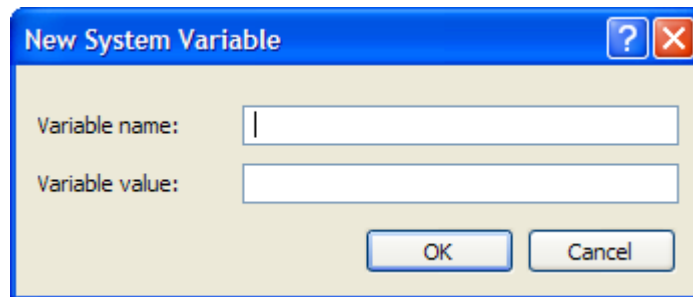 New System Variable
Variable name:
Variable value:
OK Cancel